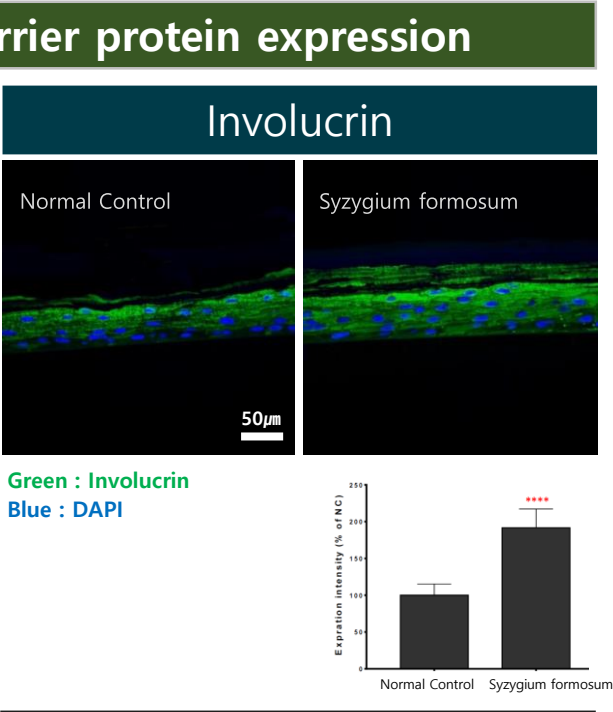 rrier protein expression
Involucrin
Normal Control
Syzygium formosum
50㎛
Green : Involucrin
Blue : DAPI
Expration intensity (% of NC)
250
200
150
100
50
0
****
Normal Control
Syzygium formosum